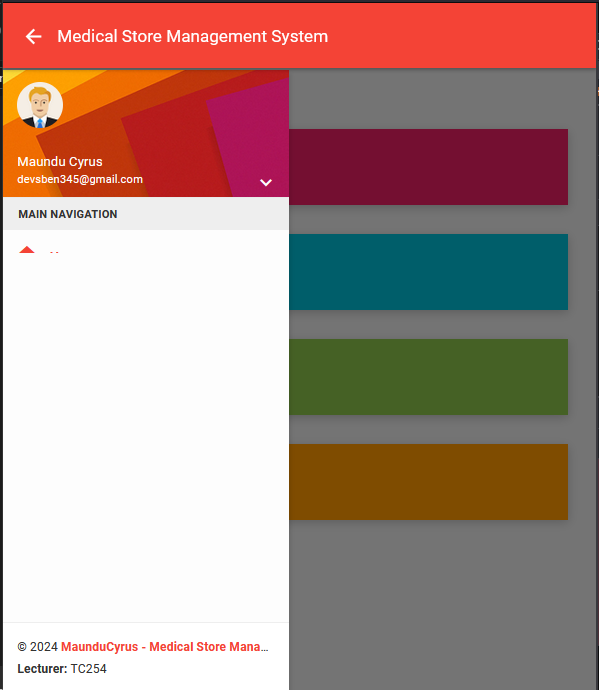 Medical Store Management System
Maundu Cyrus
devsben345@gmail.com
MAIN NAVIGATION
© 2024 MaunduCyrus - Medical Store Mana...
Lecturer: TC254